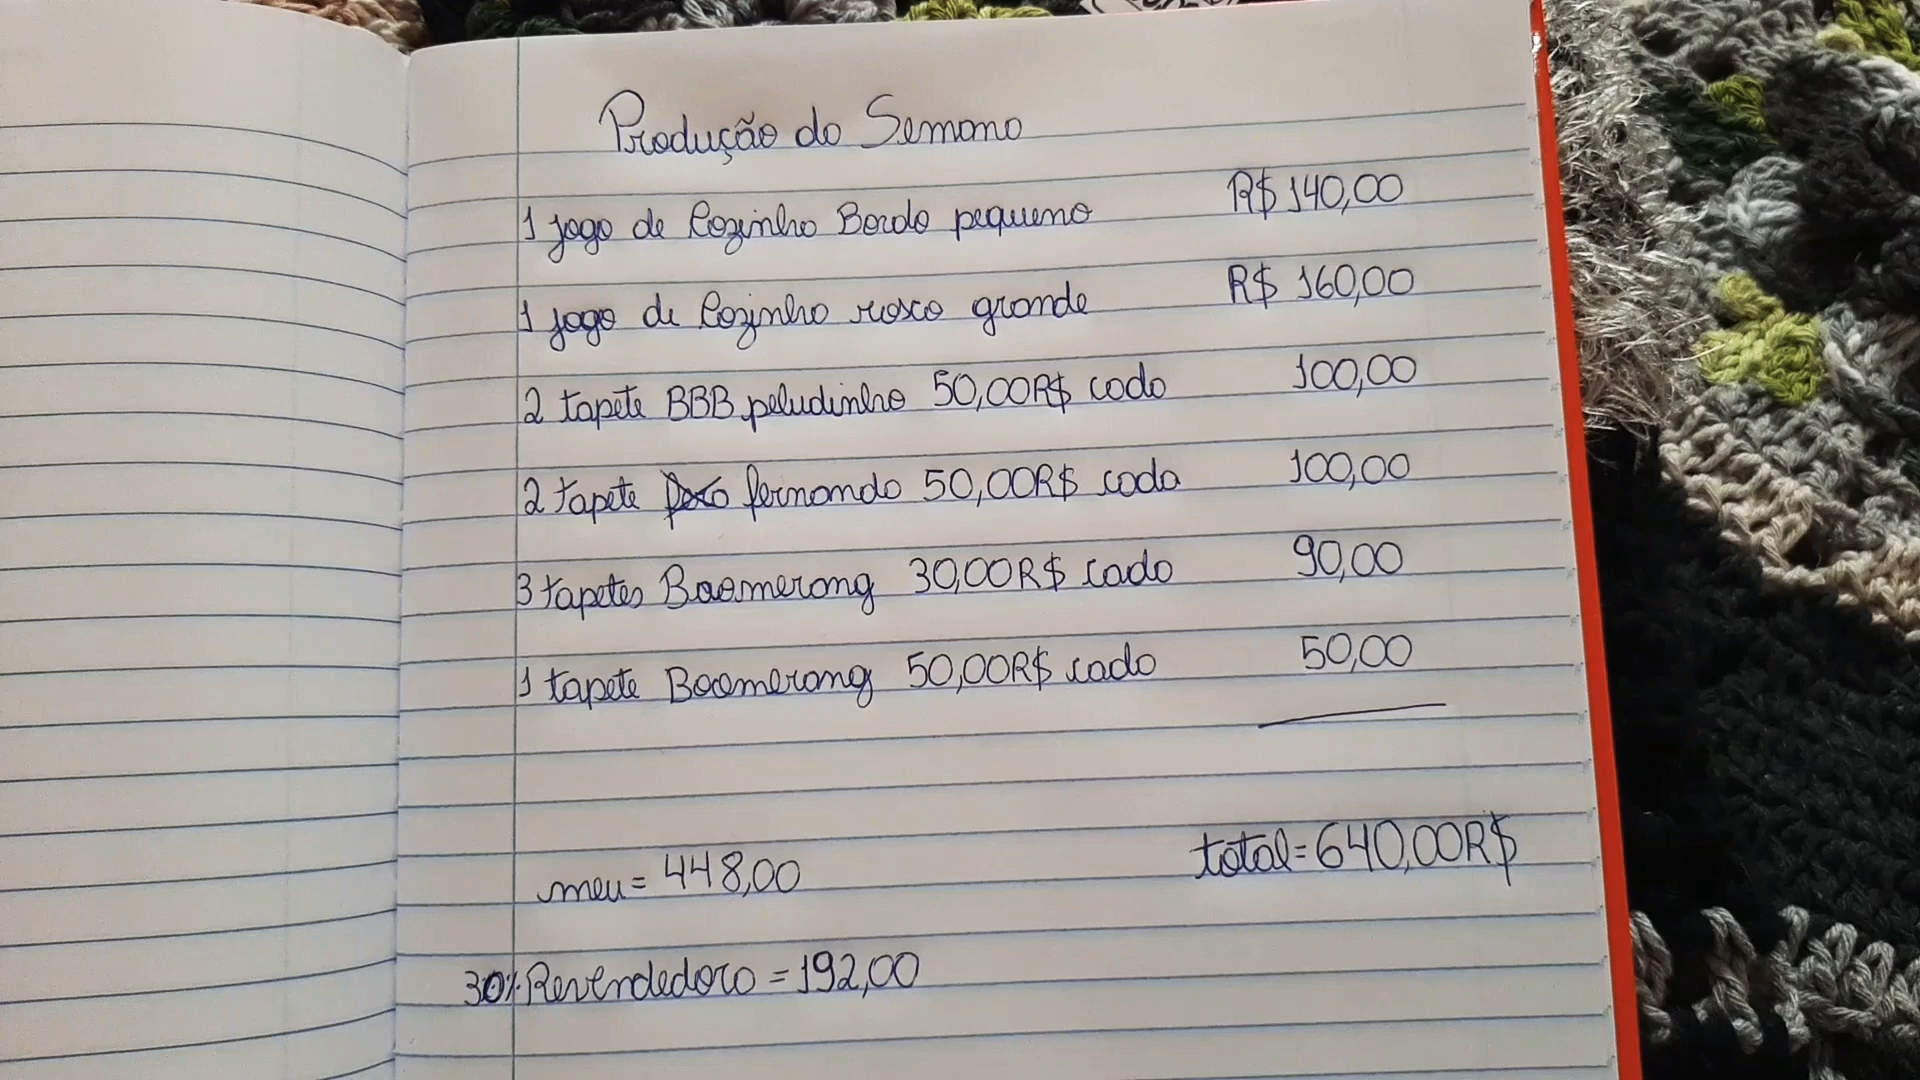 Produção da Semana
1 jogo de Cozinha Bordo pequeno R$ 140,00
1 jogo de Cozinha roxo grande R$ 160,00
2 tapete BBB peludinho 50,00R$ cada 100,00
2 tapete fernanda 50,00R$ cada 100,00
3 tapetes Boomerang 30,00R$ cada 90,00
1 tapete Boomerang 50,00R$ cada 50,00
total=640,00R$
meu= 448,00
30% Revendedora = 192,00